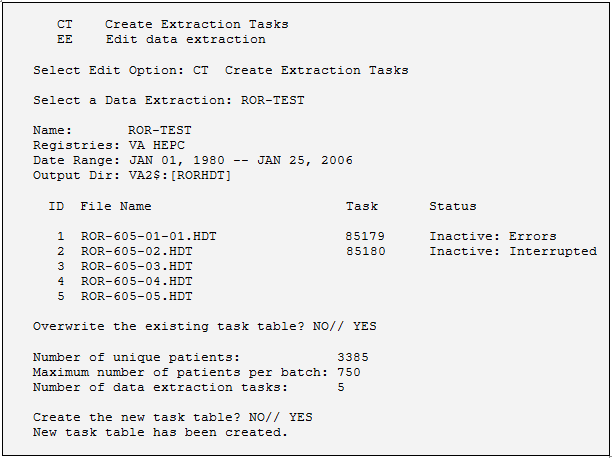 CT    Create Extraction Tasks
EE    Edit data extraction
Select Edit Option: CT  Create Extraction Tasks
Select a Data Extraction: ROR-TEST
Name:       ROR-TEST
Registries: VA HEPC
Date Range: JAN 01, 1980 -- JAN 25, 2006
Output Dir: VA2$:[RORHDT]
ID  File Name                        Task      Status
1  ROR-605-01-01.HDT                85179     Inactive: Errors
2  ROR-605-02.HDT                   85180     Inactive: Interrupted
3  ROR-605-03.HDT
4  ROR-605-04.HDT
5  ROR-605-05.HDT
Overwrite the existing task table? NO// YES
Number of unique patients:            3385
Maximum number of patients per batch: 750
Number of data extraction tasks:      5
Create the new task table? NO// YES
New task table has been created.